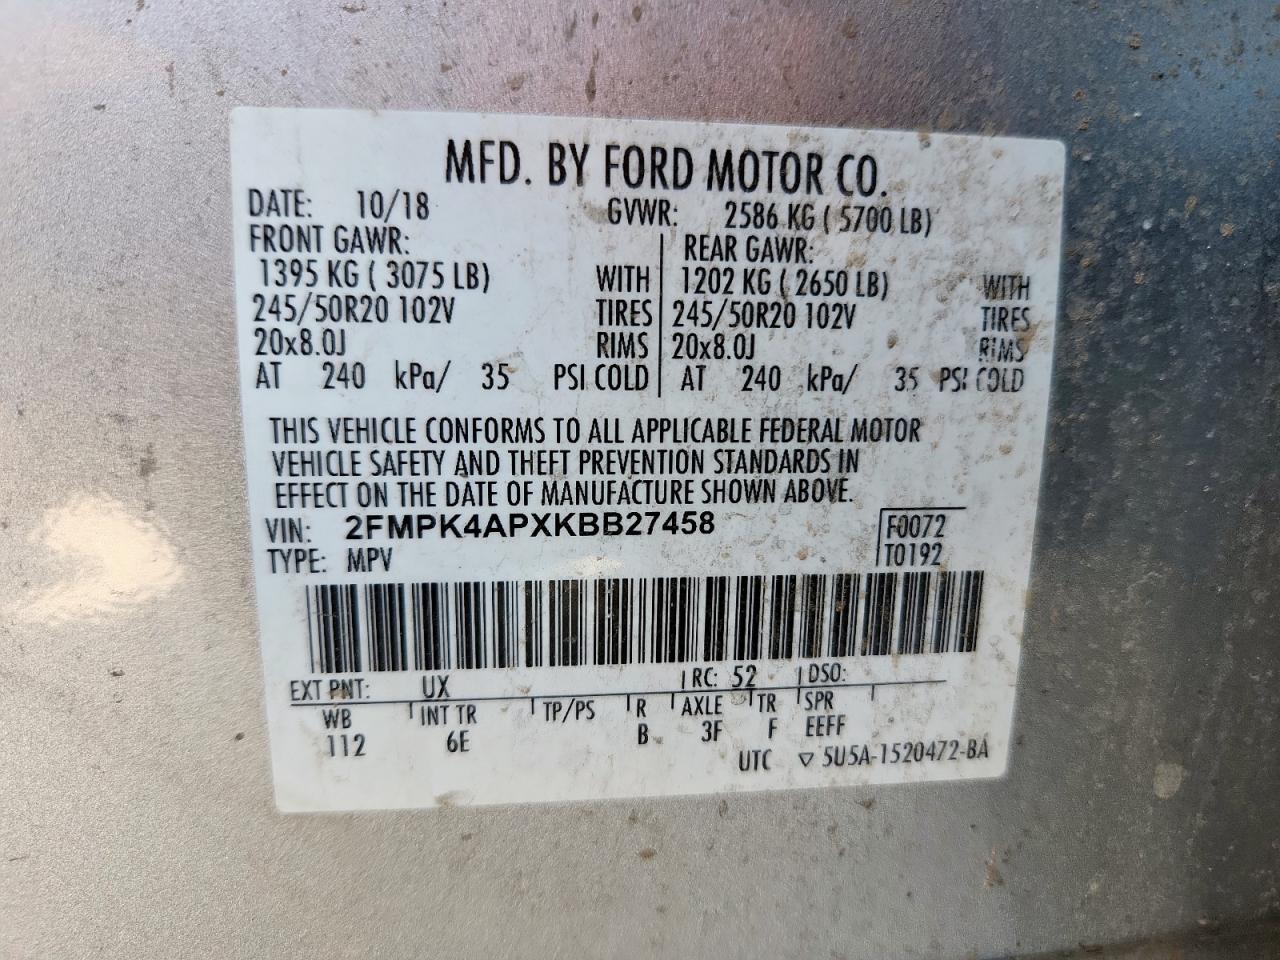 MFD. BY FORD MOTOR CO.
DATE: 10/18 GVWR: 2586 KG ( 5700 LB)
FRONT GAWR: REAR GAWR:
1395 KG ( 3075 LB) WITH 1202 KG ( 2650 LB) WITH
245/50R20 102V TIRES 245/50R20 102V TIRES
20x8.0J RIMS 20x8.0J RIMS
AT 240 kPa/ 35 PSI COLD AT 240 kPa/ 35 PSI COLD
THIS VEHICLE CONFORMS TO ALL APPLICABLE FEDERAL MOTOR
VEHICLE SAFETY AND THEFT PREVENTION STANDARDS IN
EFFECT ON THE DATE OF MANUFACTURE SHOWN ABOVE.
VIN: 2FMPK4APXKBB27458 F0072
TYPE: MPV T0192
EXT PNT: UX RC: 52 DSO:
WB INT TR TP/PS R AXLE TR SPR
112 6E B 3F F EEFF
UTC ▽ 5U5A-1520472-BA